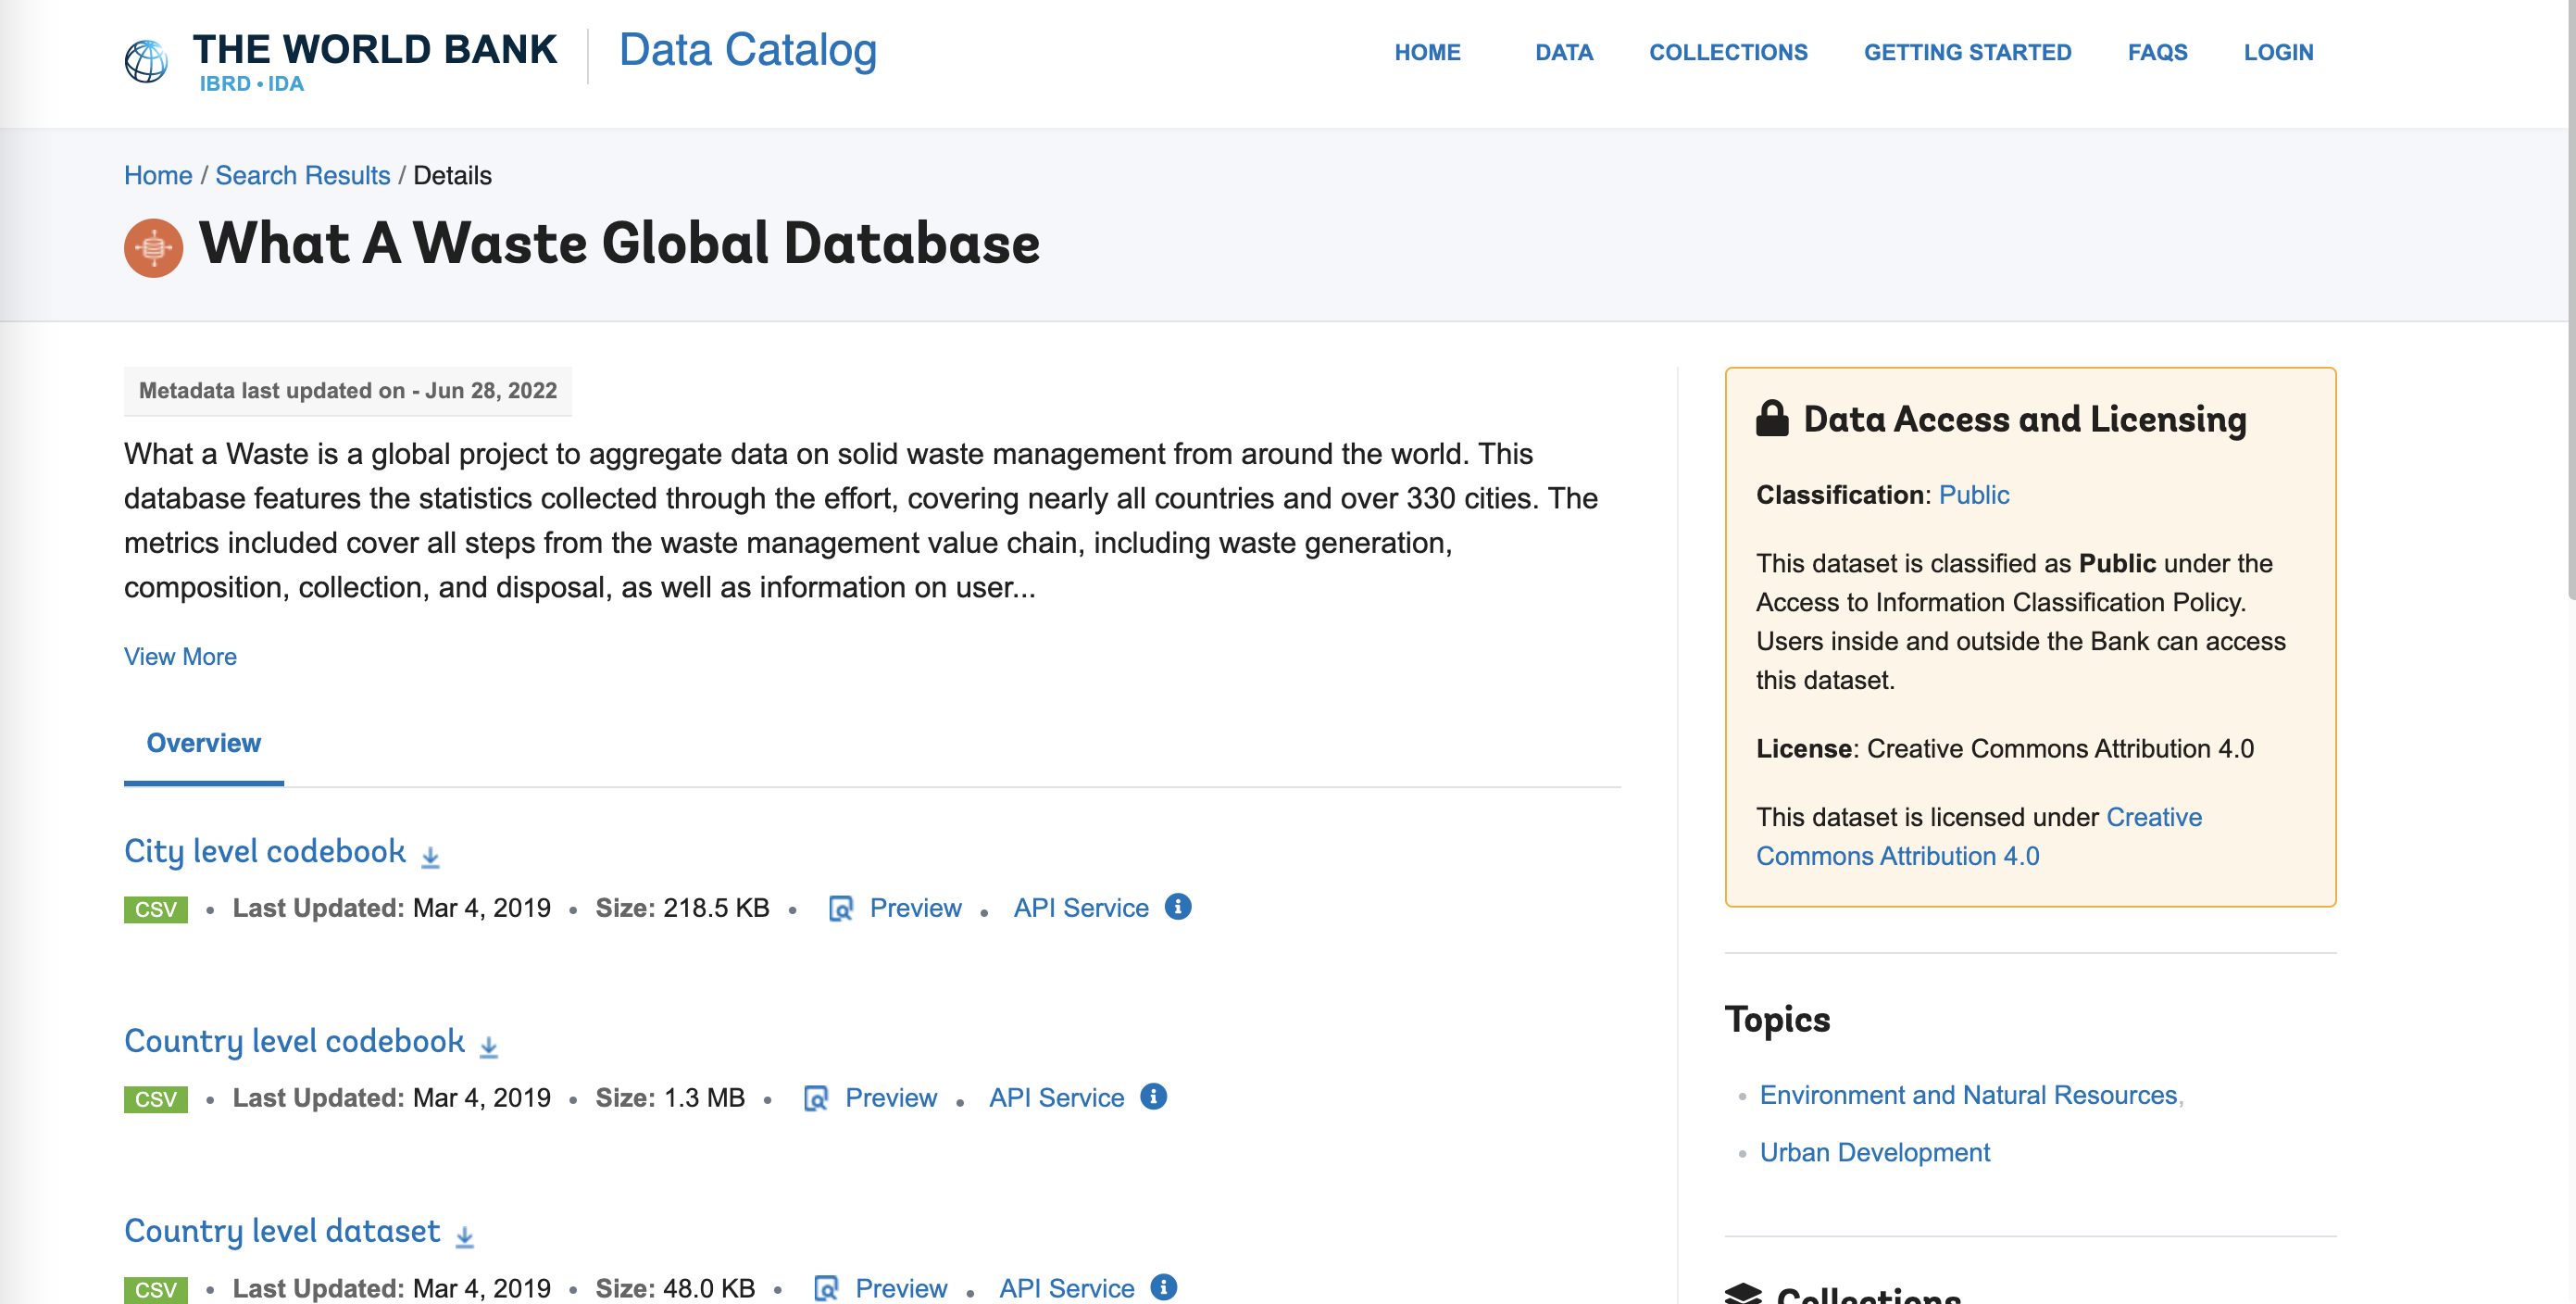 THE WORLD BANK
IBRD • IDA
Data Catalog
HOME DATA COLLECTIONS GETTING STARTED FAQS LOGIN
Home / Search Results / Details
What A Waste Global Database
Metadata last updated on - Jun 28, 2022
What a Waste is a global project to aggregate data on solid waste management from around the world. This
database features the statistics collected through the effort, covering nearly all countries and over 330 cities. The
metrics included cover all steps from the waste management value chain, including waste generation,
composition, collection, and disposal, as well as information on user...
View More
Overview
City level codebook
CSV • Last Updated: Mar 4, 2019 • Size: 218.5 KB • Preview • API Service
Country level codebook
CSV • Last Updated: Mar 4, 2019 • Size: 1.3 MB • Preview • API Service
Country level dataset
CSV • Last Updated: Mar 4, 2019 • Size: 48.0 KB • Preview • API Service
Data Access and Licensing
Classification: Public
This dataset is classified as Public under the
Access to Information Classification Policy.
Users inside and outside the Bank can access
this dataset.
License: Creative Commons Attribution 4.0
This dataset is licensed under Creative
Commons Attribution 4.0
Topics
• Environment and Natural Resources,
• Urban Development
Collections